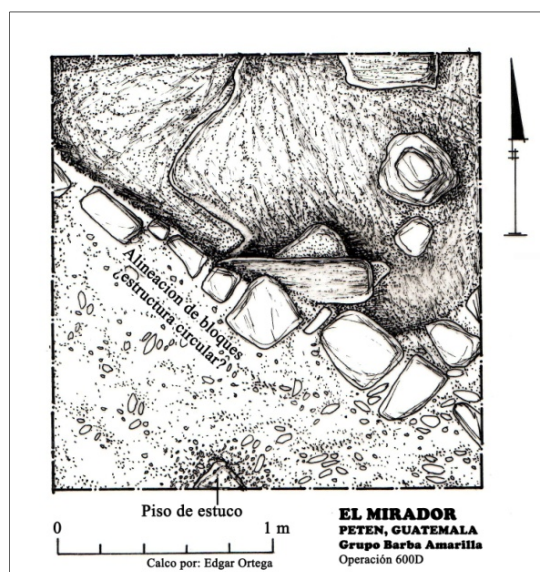 Alineacion de bloques
¿estructura circular?
Piso de estuco
0
1 m
Calco por: Edgar Ortega
EL MIRADOR
PETEN, GUATEMALA
Grupo Barba Amarilla
Operación 600D